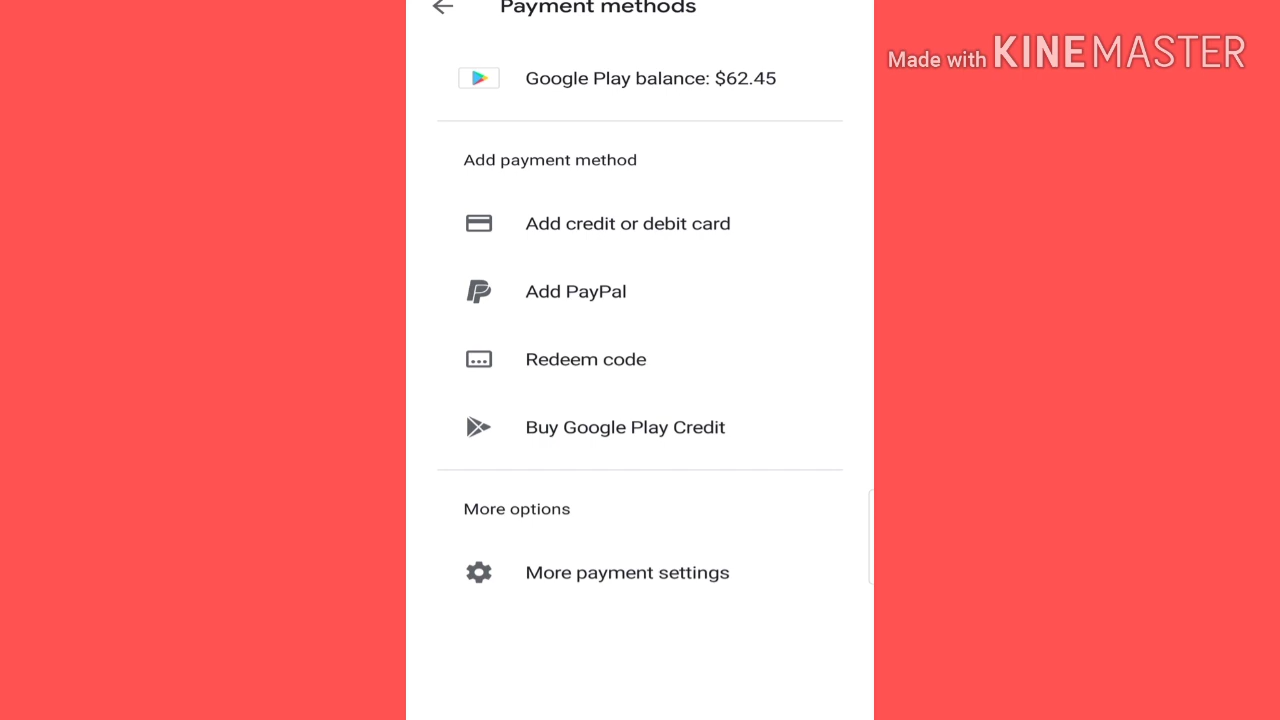 Payment methods
Made with KINEMASTER
Google Play balance: $62.45
Add payment method
Add credit or debit card
Add PayPal
Redeem code
Buy Google Play Credit
More options
More payment settings